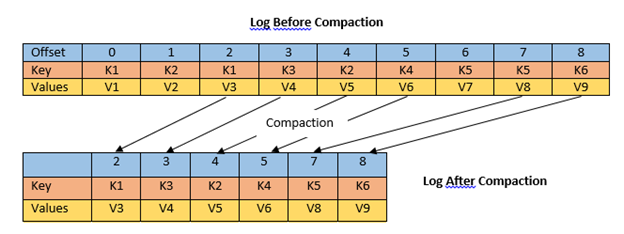 Log Before Compaction
Offset 0 1 2 3 4 5 6 7 8
Key K1 K2 K1 K3 K2 K4 K5 K5 K6
Values V1 V2 V3 V4 V5 V6 V7 V8 V9
Compaction
2 3 4 5 7 8
Key K1 K3 K2 K4 K5 K6
Log After Compaction
Values V3 V4 V5 V6 V8 V9